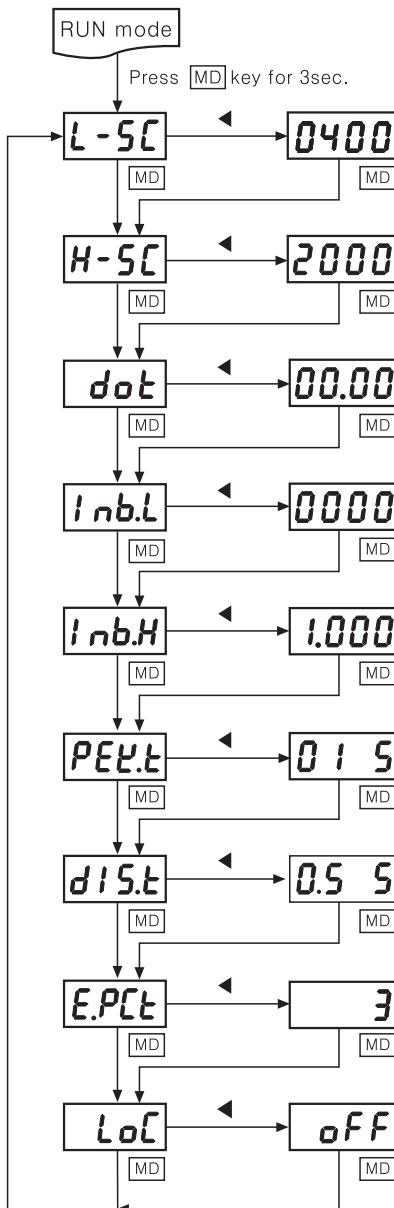 RUN mode
Press MD key for 3sec.
L-SC ◀ 0400
MD MD
H-SC ◀ 2000
MD MD
dot ◀ 00.00
MD MD
Inb.L ◀ 0000
MD MD
Inb.H ◀ 1.000
MD MD
PEK.t ◀ 01 S
MD MD
dIS.t ◀ 0.5 S
MD MD
E.PCt ◀ 3
MD MD
LoC ◀ oFF
MD MD